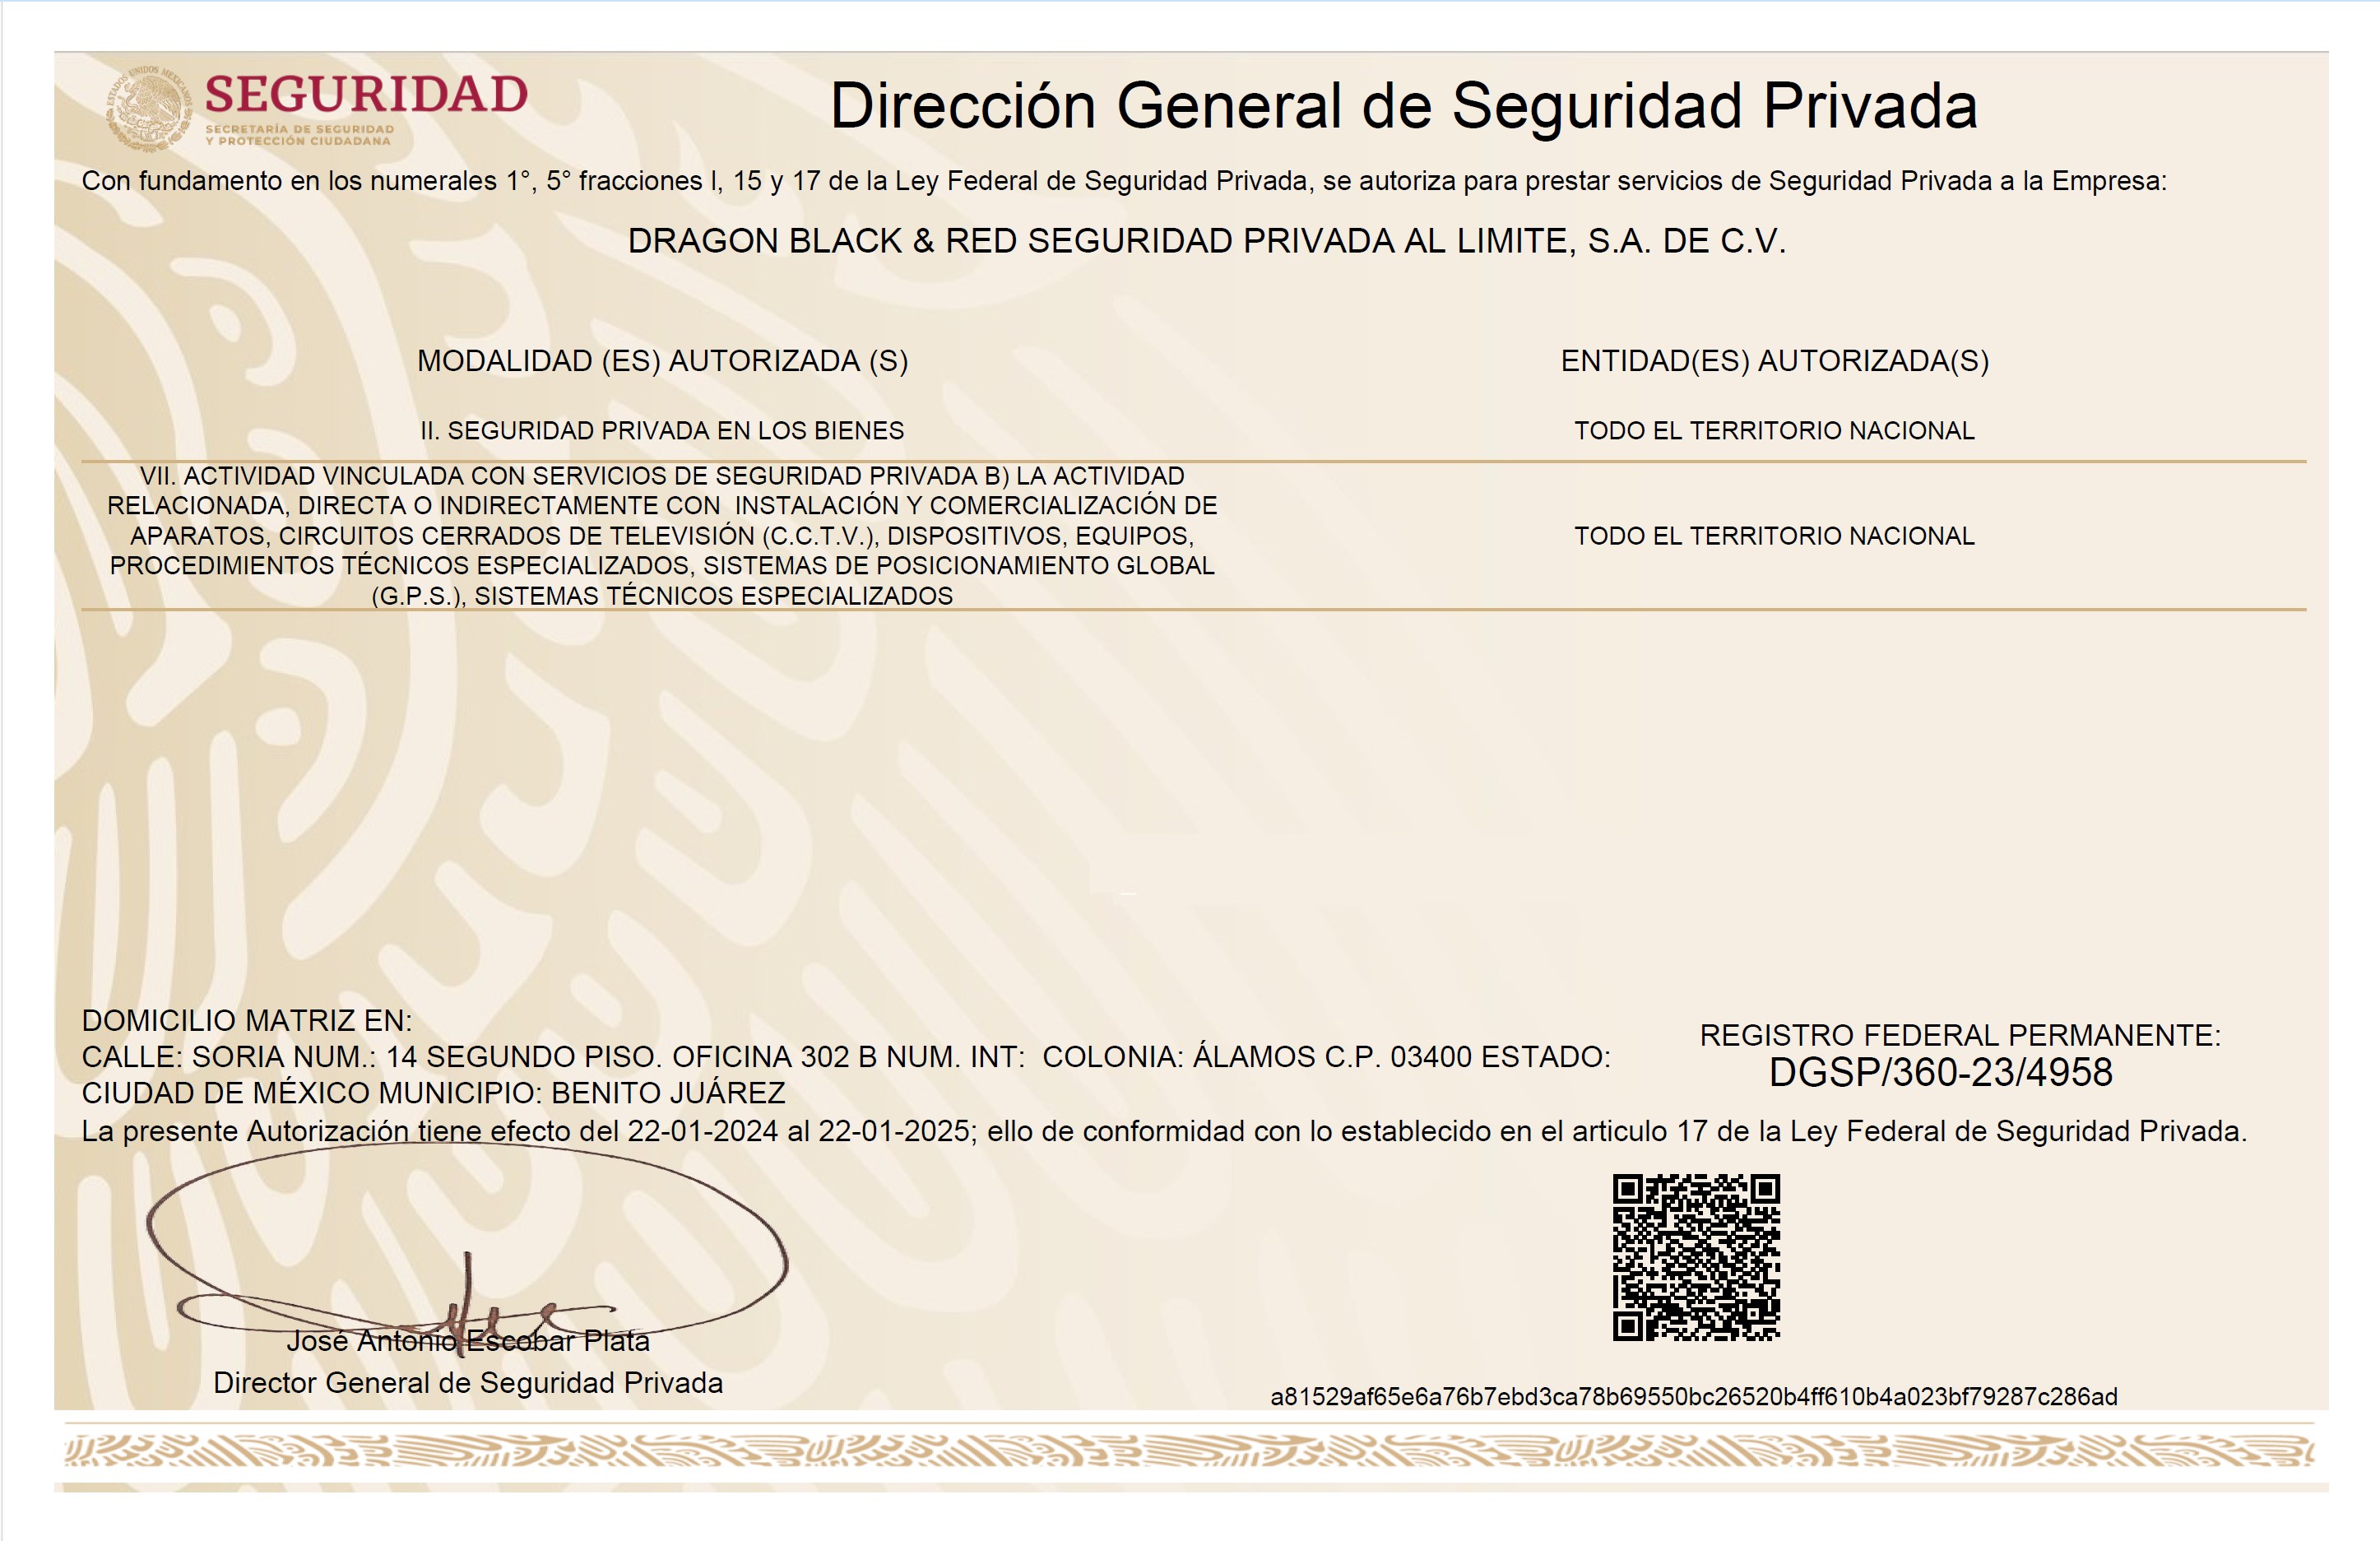 SEGURIDAD
SECRETARÍA DE SEGURIDAD
Y PROTECCIÓN CIUDADANA
ESTADOS UNIDOS MEXICANOS
Dirección General de Seguridad Privada
Con fundamento en los numerales 1°, 5° fracciones I, 15 y 17 de la Ley Federal de Seguridad Privada, se autoriza para prestar servicios de Seguridad Privada a la Empresa:
DRAGON BLACK & RED SEGURIDAD PRIVADA AL LIMITE, S.A. DE C.V.
MODALIDAD (ES) AUTORIZADA (S)
ENTIDAD(ES) AUTORIZADA(S)
II. SEGURIDAD PRIVADA EN LOS BIENES
TODO EL TERRITORIO NACIONAL
VII. ACTIVIDAD VINCULADA CON SERVICIOS DE SEGURIDAD PRIVADA B) LA ACTIVIDAD
RELACIONADA, DIRECTA O INDIRECTAMENTE CON  INSTALACIÓN Y COMERCIALIZACIÓN DE
APARATOS, CIRCUITOS CERRADOS DE TELEVISIÓN (C.C.T.V.), DISPOSITIVOS, EQUIPOS,
PROCEDIMIENTOS TÉCNICOS ESPECIALIZADOS, SISTEMAS DE POSICIONAMIENTO GLOBAL
(G.P.S.), SISTEMAS TÉCNICOS ESPECIALIZADOS
TODO EL TERRITORIO NACIONAL
DOMICILIO MATRIZ EN:
CALLE: SORIA NUM.: 14 SEGUNDO PISO. OFICINA 302 B NUM. INT:  COLONIA: ÁLAMOS C.P. 03400 ESTADO:
CIUDAD DE MÉXICO MUNICIPIO: BENITO JUÁREZ
REGISTRO FEDERAL PERMANENTE:
DGSP/360-23/4958
La presente Autorización tiene efecto del 22-01-2024 al 22-01-2025; ello de conformidad con lo establecido en el articulo 17 de la Ley Federal de Seguridad Privada.
José Antonio Escobar Plata
Director General de Seguridad Privada
a81529af65e6a76b7ebd3ca78b69550bc26520b4ff610b4a023bf79287c286ad